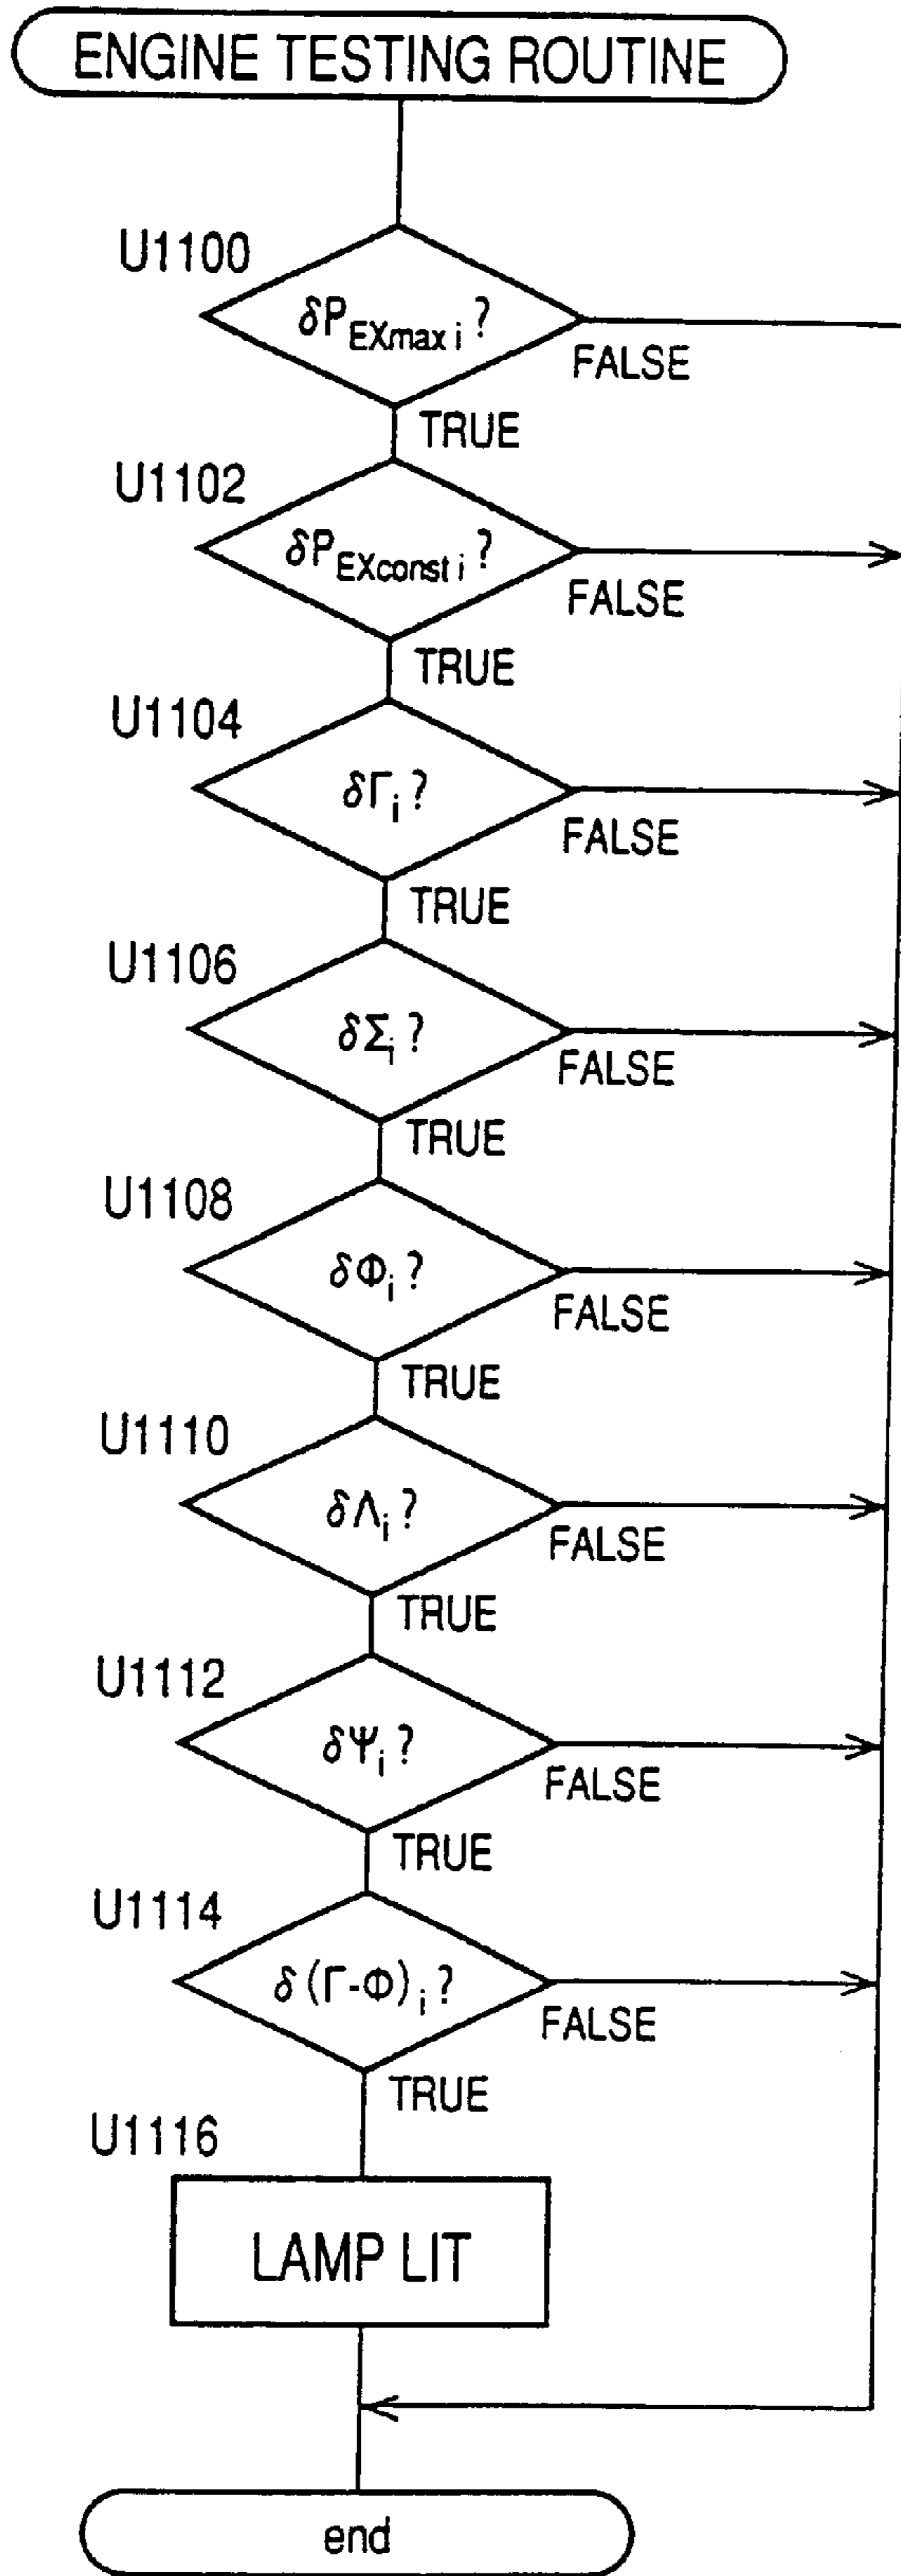 ENGINE TESTING ROUTINE
U1100
δP_EXmax i ?
FALSE
TRUE
U1102
δP_EXconst i ?
FALSE
TRUE
U1104
δΓ_i ?
FALSE
TRUE
U1106
δΣ_i ?
FALSE
TRUE
U1108
δΦ_i ?
FALSE
TRUE
U1110
δΛ_i ?
FALSE
TRUE
U1112
δΨ_i ?
FALSE
TRUE
U1114
δ(Γ-Φ)_i ?
FALSE
TRUE
U1116
LAMP LIT
end